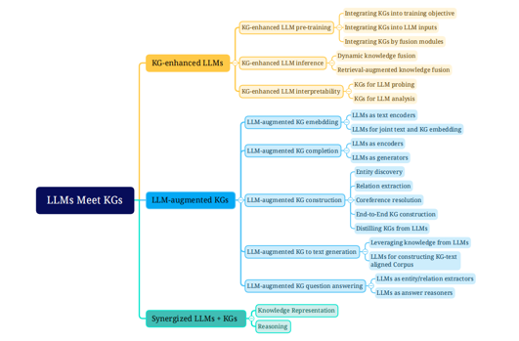 LLMs Meet KGs
KG-enhanced LLMs
KG-enhanced LLM pre-training
Integrating KGs into training objective
Integrating KGs into LLM inputs
Integrating KGs by fusion modules
KG-enhanced LLM inference
Dynamic knowledge fusion
Retrieval-augmented knowledge fusion
KG-enhanced LLM interpretability
KGs for LLM probing
KGs for LLM analysis
LLM-augmented KGs
LLM-augmented KG emebdding
LLMs as text encoders
LLMs for joint text and KG embedding
LLM-augmented KG completion
LLMs as encoders
LLMs as generators
LLM-augmented KG construction
Entity discovery
Relation extraction
Coreference resolution
End-to-End KG construction
Distilling KGs from LLMs
LLM-augmented KG to text generation
Leveraging knowledge from LLMs
LLMs for constructing KG-text
aligned Corpus
LLM-augmented KG question answering
LLMs as entity/relation extractors
LLMs as answer reasoners
Synergized LLMs + KGs
Knowledge Representation
Reasoning